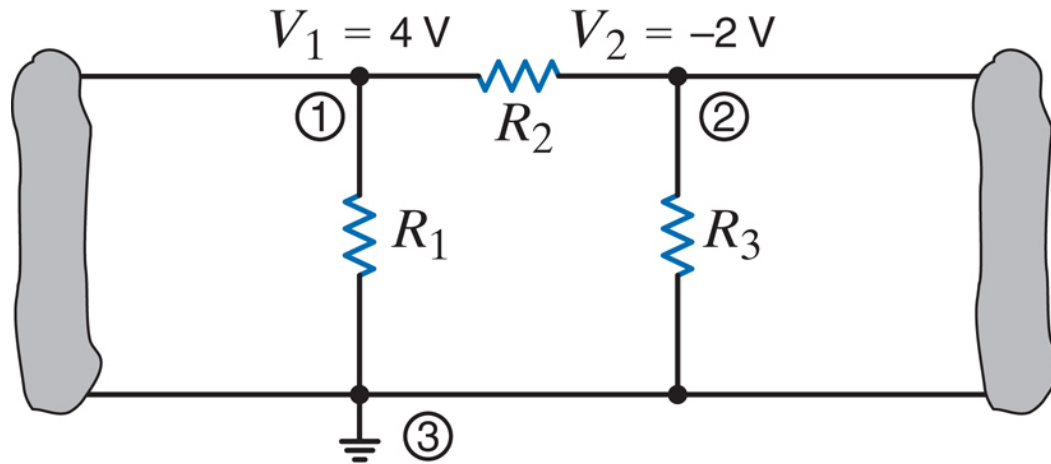 V₁ = 4 V
V₂ = –2 V
①
R₂
②
R₁
R₃
③